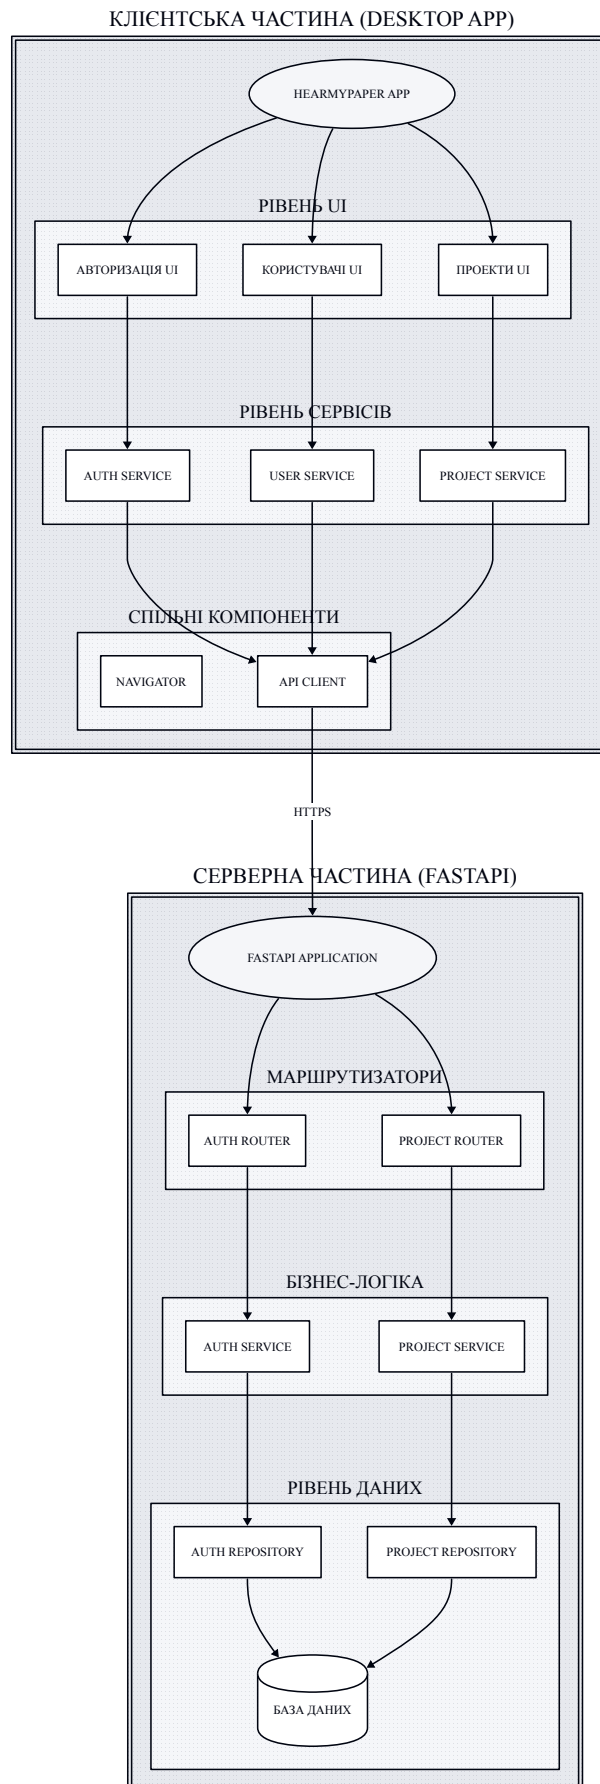 КЛІЄНТСЬКА ЧАСТИНА (DESKTOP APP)
HEARMYPAPER APP
РІВЕНЬ UI
АВТОРИЗАЦІЯ UI
КОРИСТУВАЧІ UI
ПРОЕКТИ UI
РІВЕНЬ СЕРВІСІВ
AUTH SERVICE
USER SERVICE
PROJECT SERVICE
СПІЛЬНІ КОМПОНЕНТИ
NAVIGATOR
API CLIENT
HTTPS
СЕРВЕРНА ЧАСТИНА (FASTAPI)
FASTAPI APPLICATION
МАРШРУТИЗАТОРИ
AUTH ROUTER
PROJECT ROUTER
БІЗНЕС-ЛОГІКА
AUTH SERVICE
PROJECT SERVICE
РІВЕНЬ ДАНИХ
AUTH REPOSITORY
PROJECT REPOSITORY
БАЗА ДАНИХ